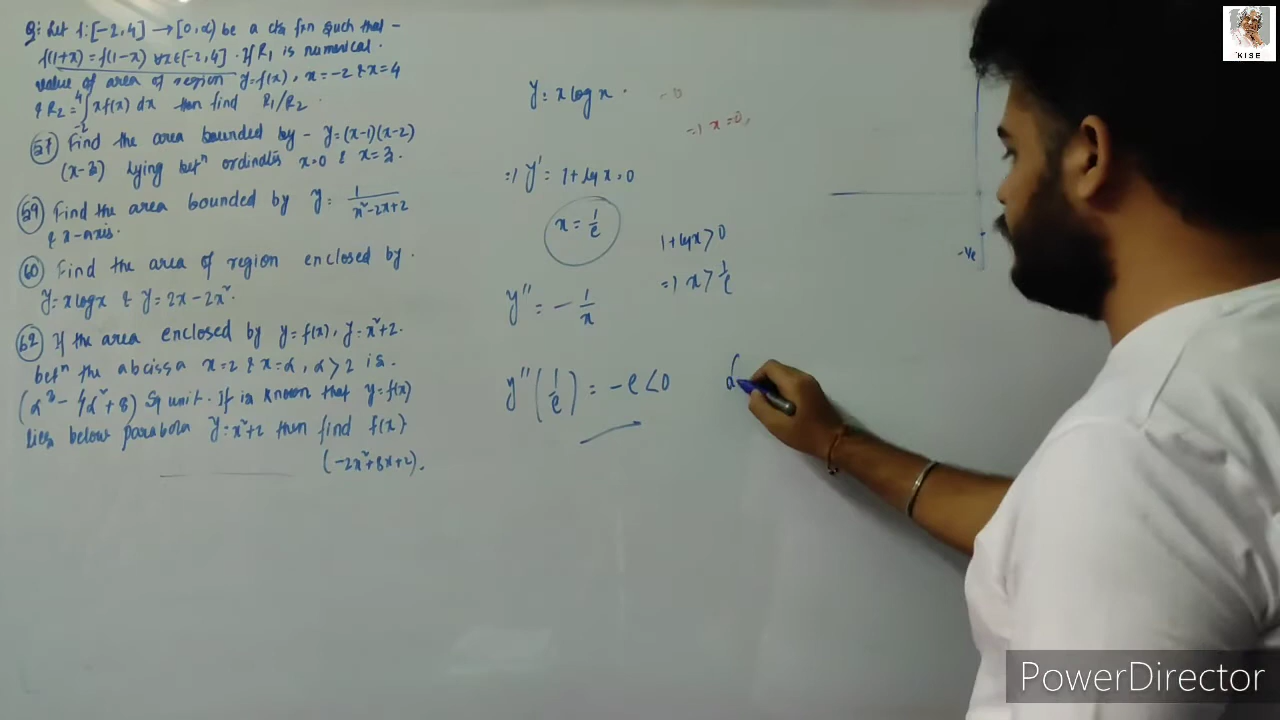 Q: Let f: [-2, 4] → [0, α) be a cts fxn such that -
f(1+x) = f(1-x) ∀x∈[-2, 4]. If R₁ is numerical.
value of area of region y=f(x), x = -2 & x = 4
& R₂ = ∫₋₂⁴ x f(x) dx then find R₁/R₂
57 Find the area bounded by - y=(x-1)(x-2)
(x-3) lying betⁿ ordinates x=0 & x=3.
59 Find the area bounded by y= 1/(x²-2x+2)
& x-axis.
60 Find the area of region enclosed by.
y=x log x & y= 2x-2x².
62 If the area enclosed by y=f(x), y=x²+2.
betⁿ the abcissa x=2 & x=α, α>2 is.
(α³ - 4α² + 8) Sq unit. If is known that y=f(x)
lies below parabola y=x²+2 then find f(x)
(-2x²+8x+2).
y = x log x.
=0
⇒ x = 0,
⇒ y' = 1 + log x = 0
x = 1/e
1+log x > 0
⇒ x > 1/e
y'' = - 1/x
y'' (1/e) = -e < 0
-ve
KISE
PowerDirector